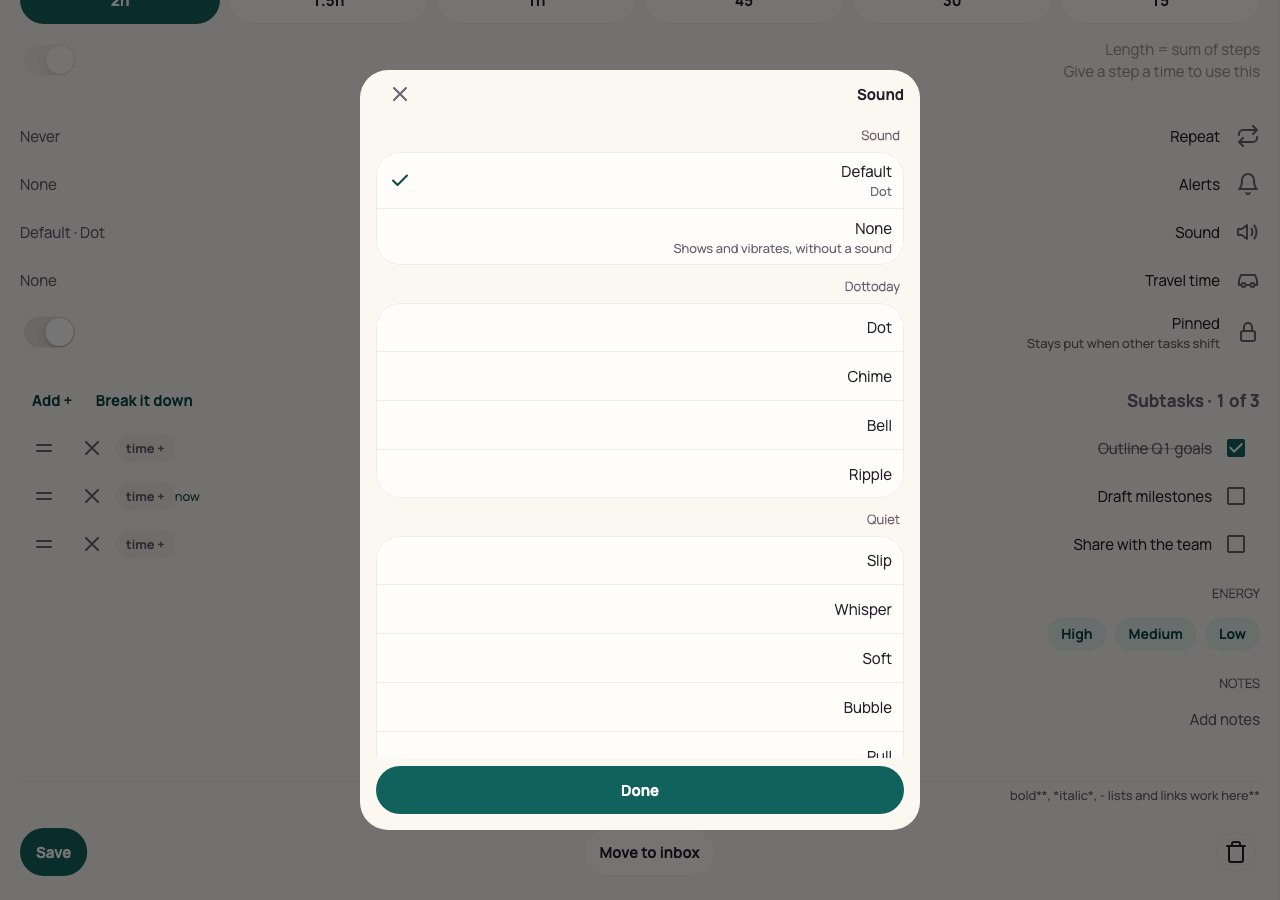 2h
1.5h
1h
45
30
15
Length = sum of steps
Give a step a time to use this
Repeat
Never
Alerts
None
Sound
Default · Dot
Travel time
None
Pinned
Stays put when other tasks shift
Subtasks · 1 of 3
Add +
Break it down
Outline Q1 goals
time +
Draft milestones
time +
now
Share with the team
time +
ENERGY
High
Medium
Low
NOTES
Add notes
bold**, *italic*, - lists and links work here**
Save
Move to inbox
Sound
Sound
Default
Dot
None
Shows and vibrates, without a sound
Dottoday
Dot
Chime
Bell
Ripple
Quiet
Slip
Whisper
Soft
Bubble
Done